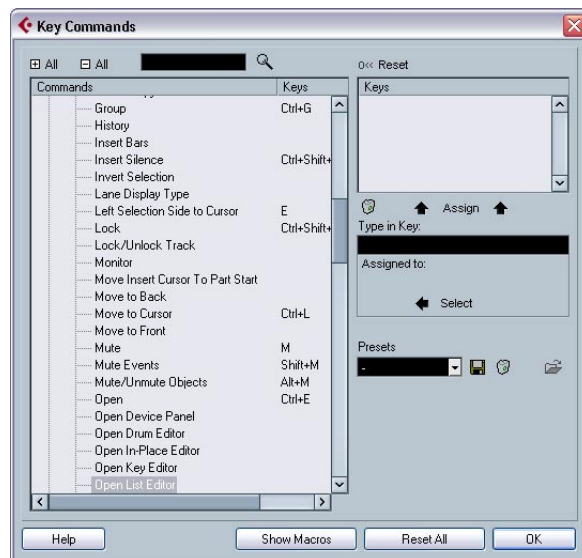 Key Commands
All All
0<< Reset
Commands Keys
Keys
Group Ctrl+G
History
Insert Bars
Insert Silence Ctrl+Shift+
Invert Selection
Lane Display Type
Left Selection Side to Cursor E
Lock Ctrl+Shift+
Lock/Unlock Track
Monitor
Move Insert Cursor To Part Start
Move to Back
Move to Cursor Ctrl+L
Move to Front
Mute M
Mute Events Shift+M
Mute/Unmute Objects Alt+M
Open Ctrl+E
Open Device Panel
Open Drum Editor
Open In-Place Editor
Open Key Editor
Open List Editor
Assign
Type in Key:
Assigned to:
Select
Presets
-
Help
Show Macros
Reset All
OK